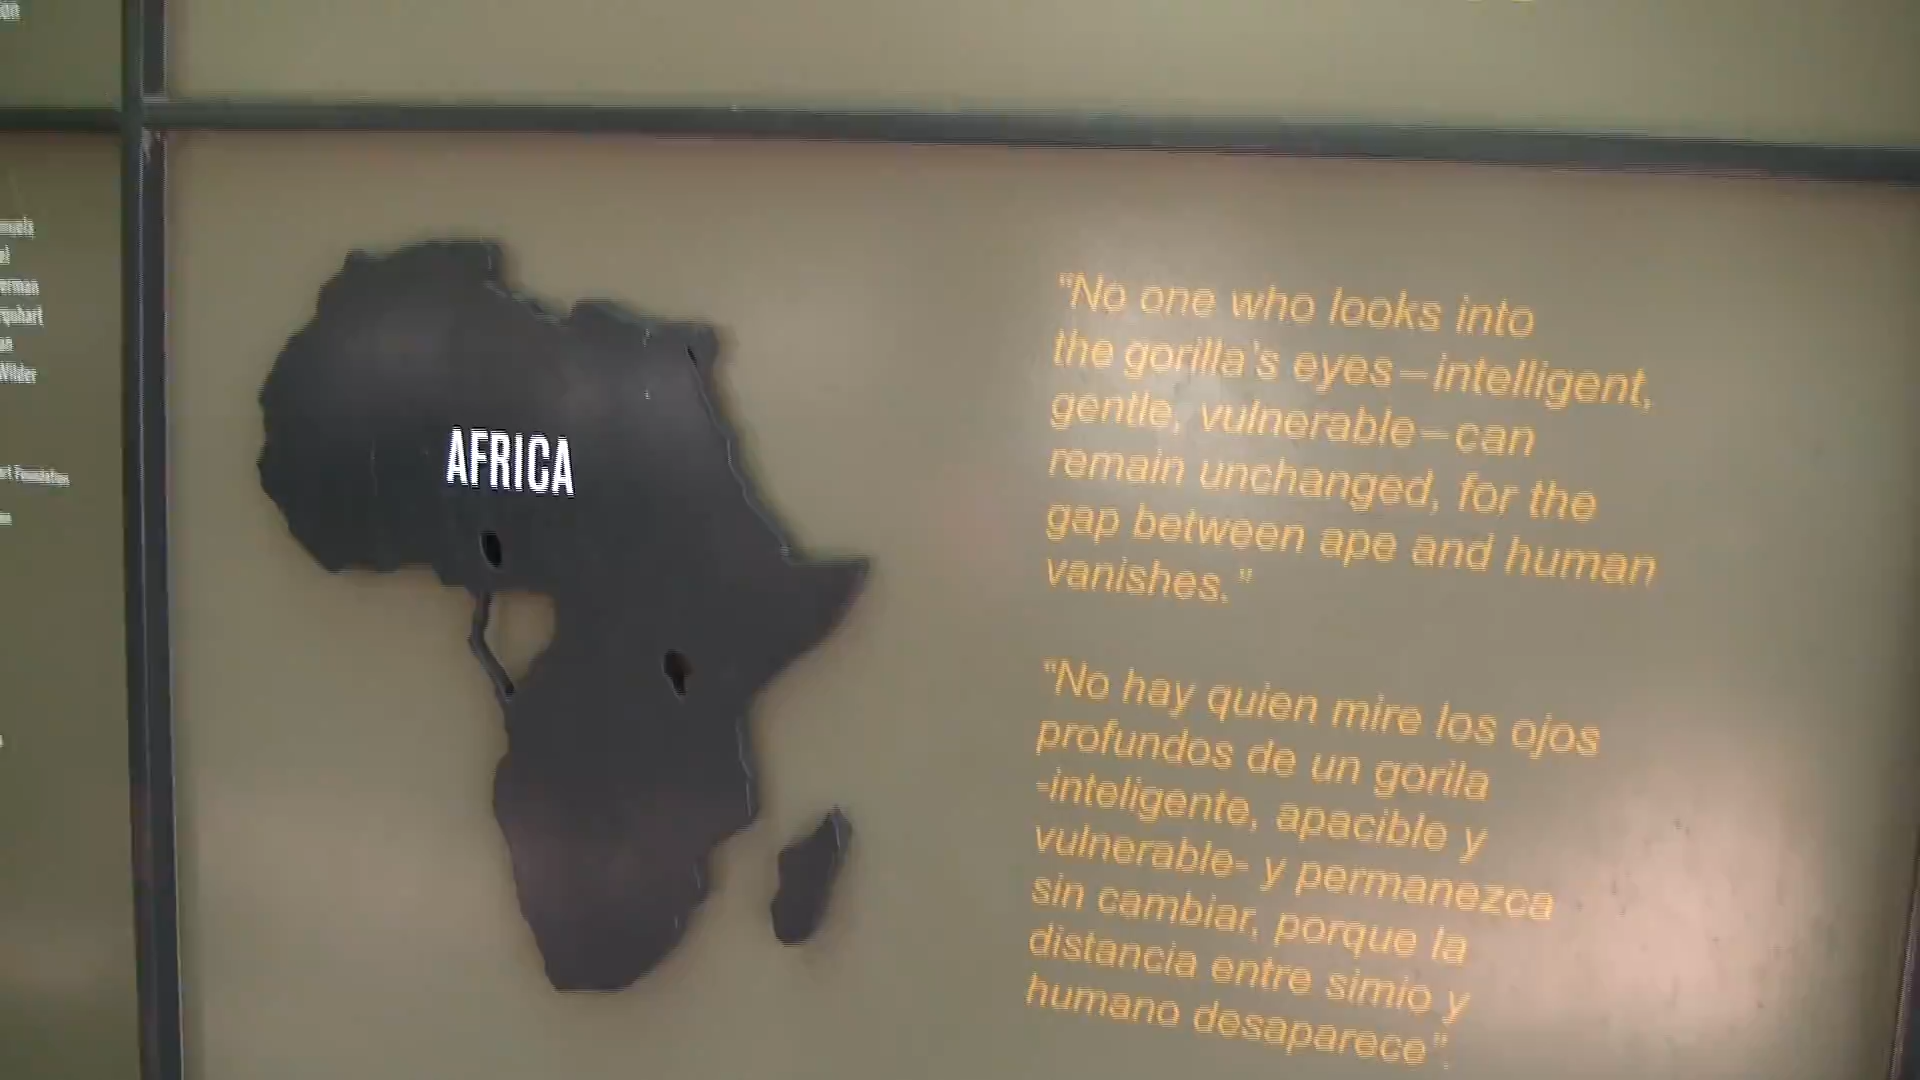 Wilder
AFRICA
"No one who looks into
the gorilla's eyes—intelligent,
gentle, vulnerable—can
remain unchanged, for the
gap between ape and human
vanishes."
"No hay quien mire los ojos
profundos de un gorila
-inteligente, apacible y
vulnerable- y permanezca
sin cambiar, porque la
distancia entre simio y
humano desaparece".